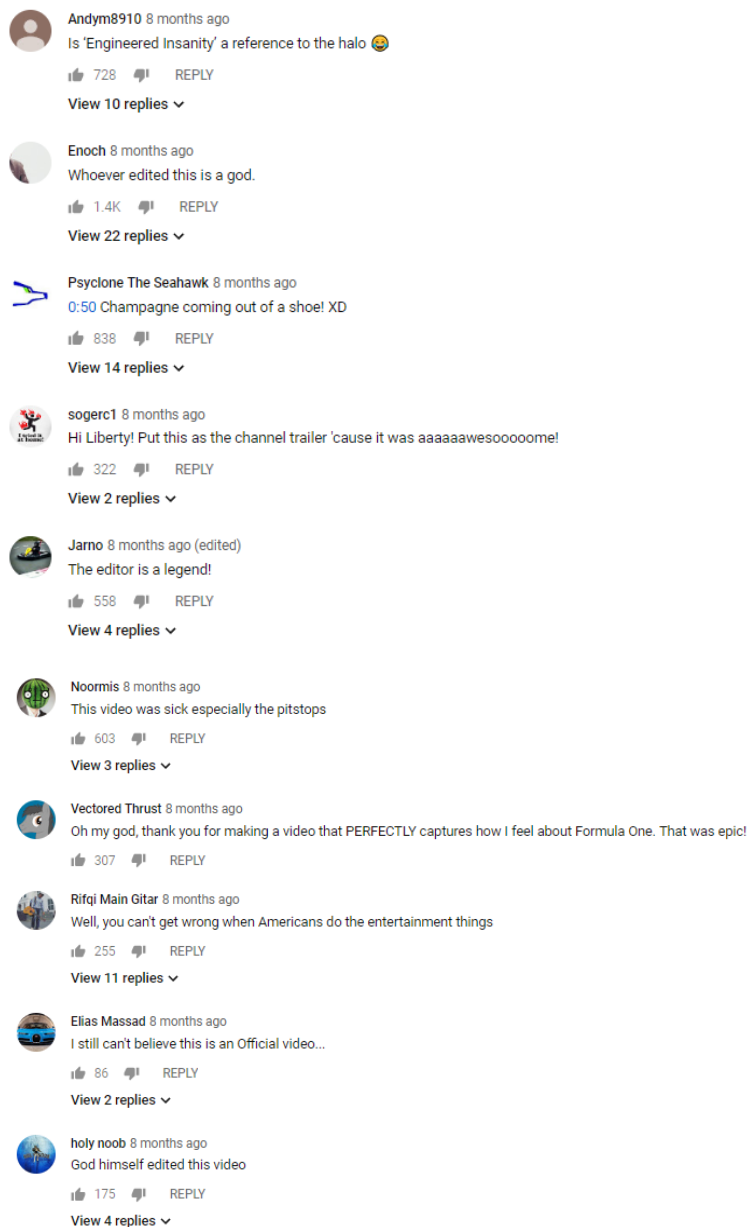 Andym8910 8 months ago
Is 'Engineered Insanity' a reference to the halo 😂
728 REPLY
View 10 replies
Enoch 8 months ago
Whoever edited this is a god.
1.4K REPLY
View 22 replies
Psyclone The Seahawk 8 months ago
0:50 Champagne coming out of a shoe! XD
838 REPLY
View 14 replies
sogerc1 8 months ago
Hi Liberty! Put this as the channel trailer 'cause it was aaaaaawesooooome!
322 REPLY
View 2 replies
Jarno 8 months ago (edited)
The editor is a legend!
558 REPLY
View 4 replies
Noormis 8 months ago
This video was sick especially the pitstops
603 REPLY
View 3 replies
Vectored Thrust 8 months ago
Oh my god, thank you for making a video that PERFECTLY captures how I feel about Formula One. That was epic!
307 REPLY
Rifqi Main Gitar 8 months ago
Well, you can't get wrong when Americans do the entertainment things
255 REPLY
View 11 replies
Elias Massad 8 months ago
I still can't believe this is an Official video...
86 REPLY
View 2 replies
holy noob 8 months ago
God himself edited this video
175 REPLY
View 4 replies